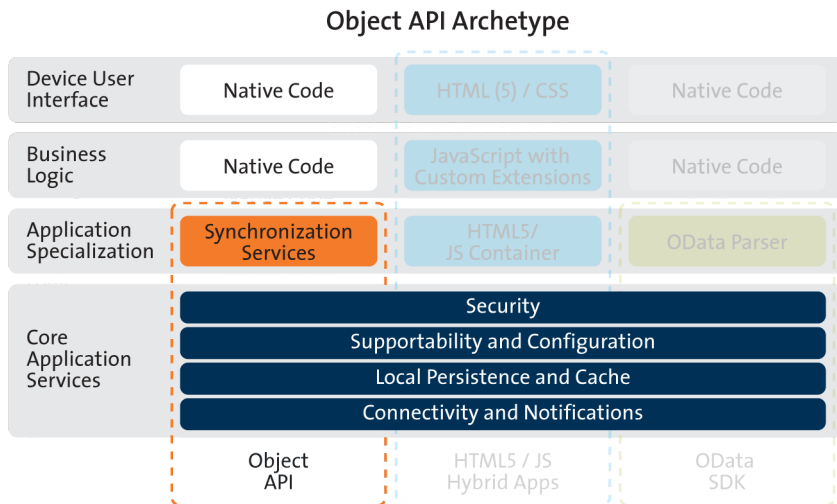 Object API Archetype
Device User
Interface
Native Code
HTML (5) / CSS
Native Code
Business
Logic
Native Code
JavaScript with
Custom Extensions
Native Code
Application
Specialization
Synchronization
Services
HTML5/
JS Container
OData Parser
Core
Application
Services
Security
Supportability and Configuration
Local Persistence and Cache
Connectivity and Notifications
Object
API
HTML5 / JS
Hybrid Apps
OData
SDK